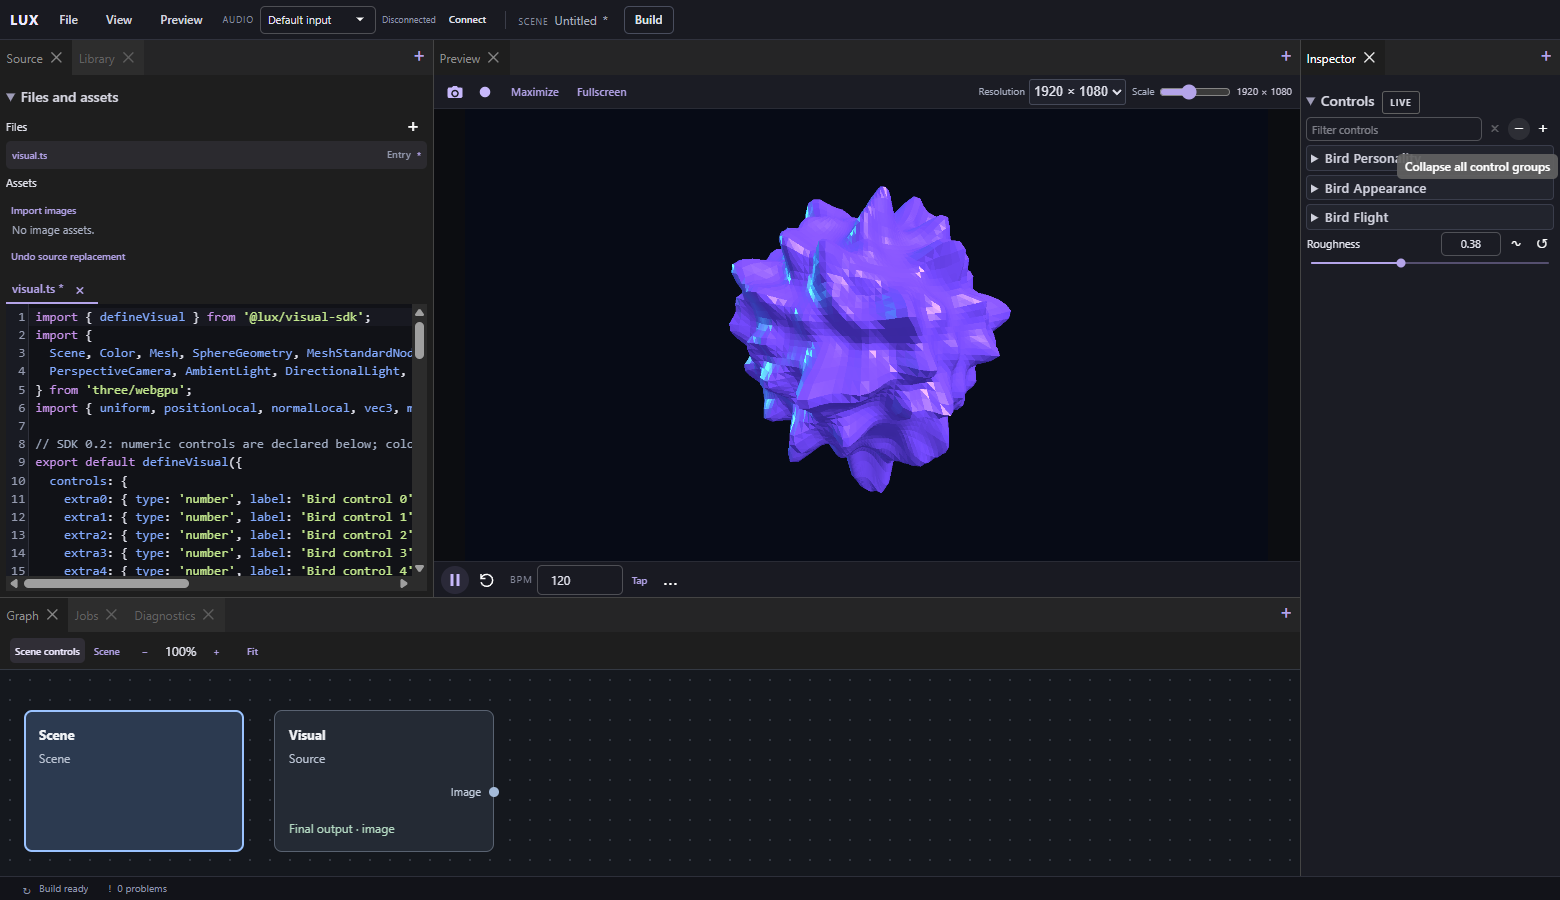 LUX File View Preview AUDIO Default input Disconnected Connect SCENE Untitled * Build
Source Library +
Files and assets
Files +
visual.ts Entry *
Assets
Import images
No image assets.
Undo source replacement
visual.ts *
1 import { defineVisual } from '@lux/visual-sdk';
2 import {
3 Scene, Color, Mesh, SphereGeometry, MeshStandardNod
4 PerspectiveCamera, AmbientLight, DirectionalLight,
5 } from 'three/webgpu';
6 import { uniform, positionLocal, normalLocal, vec3, m
7
8 // SDK 0.2: numeric controls are declared below; colo
9 export default defineVisual({
10 controls: {
11 extra0: { type: 'number', label: 'Bird control 0'
12 extra1: { type: 'number', label: 'Bird control 1'
13 extra2: { type: 'number', label: 'Bird control 2'
14 extra3: { type: 'number', label: 'Bird control 3'
15 extra4: { type: 'number', label: 'Bird control 4'
Preview +
Maximize Fullscreen Resolution 1920 × 1080 Scale 1920 × 1080
BPM 120 Tap ...
Inspector +
Controls LIVE
Filter controls × − +
Bird Persona
Collapse all control groups
Bird Appearance
Bird Flight
Roughness 0.38
Graph Jobs Diagnostics +
Scene controls Scene − 100% + Fit
Scene
Scene
Visual
Source
Image
Final output · image
Build ready ! 0 problems